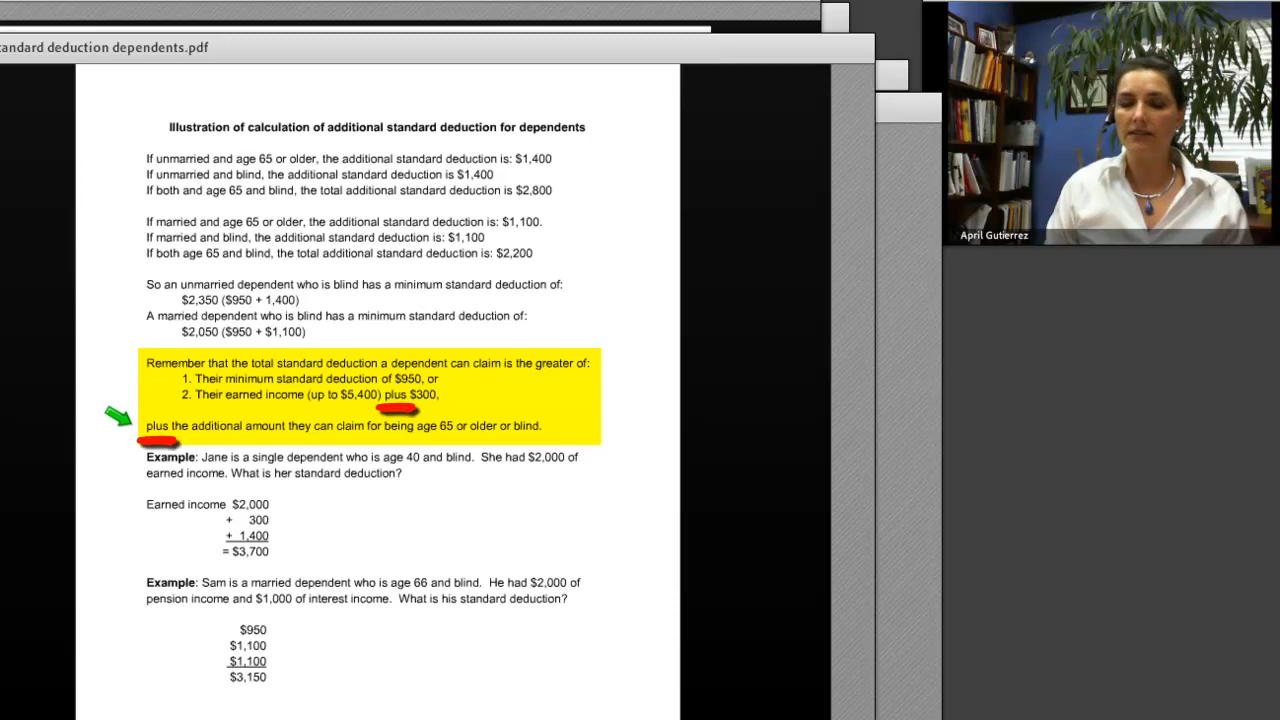 tandard deduction dependents.pdf
Illustration of calculation of additional standard deduction for dependents
If unmarried and age 65 or older, the additional standard deduction is: $1,400
If unmarried and blind, the additional standard deduction is $1,400
If both and age 65 and blind, the total additional standard deduction is $2,800
If married and age 65 or older, the additional standard deduction is: $1,100.
If married and blind, the additional standard deduction is: $1,100
If both age 65 and blind, the total additional standard deduction is: $2,200
So an unmarried dependent who is blind has a minimum standard deduction of:
$2,350 ($950 + 1,400)
A married dependent who is blind has a minimum standard deduction of:
$2,050 ($950 + $1,100)
Remember that the total standard deduction a dependent can claim is the greater of:
1. Their minimum standard deduction of $950, or
2. Their earned income (up to $5,400) plus $300,
plus the additional amount they can claim for being age 65 or older or blind.
Example: Jane is a single dependent who is age 40 and blind. She had $2,000 of
earned income. What is her standard deduction?
Earned income $2,000
+ 300
+ 1,400
= $3,700
Example: Sam is a married dependent who is age 66 and blind. He had $2,000 of
pension income and $1,000 of interest income. What is his standard deduction?
$950
$1,100
$1,100
$3,150
April Gutierrez